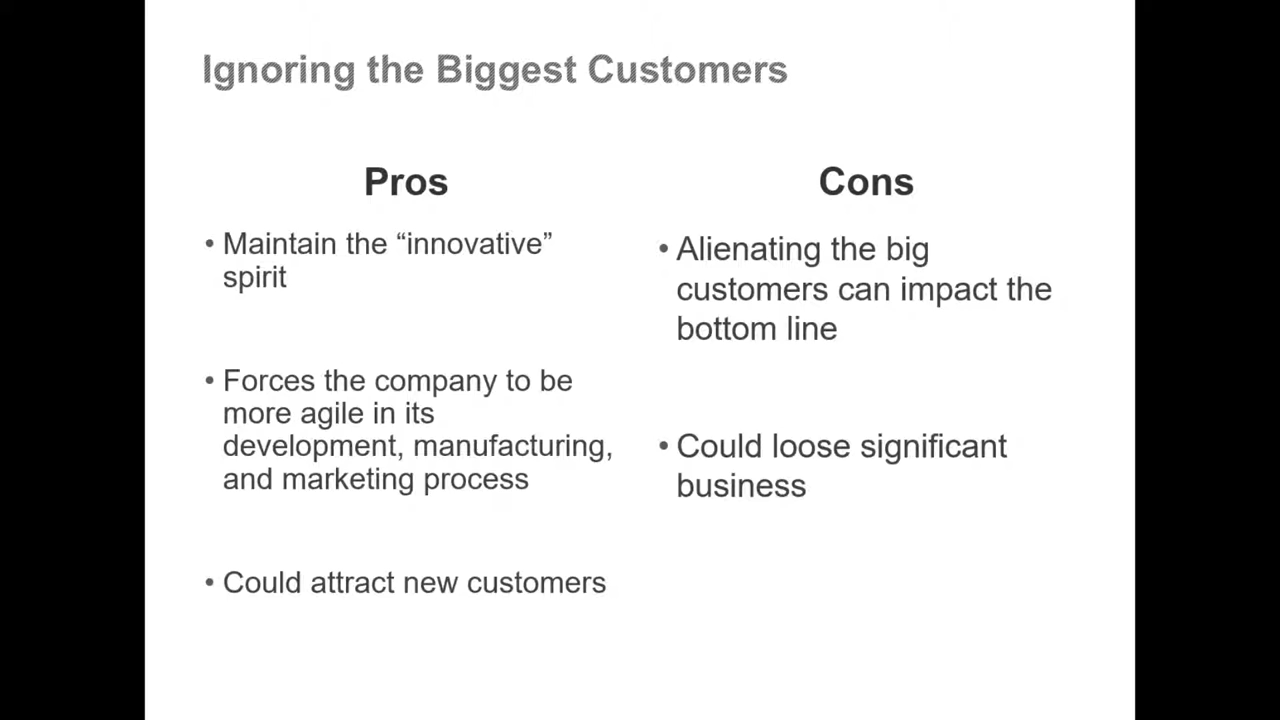 Ignoring the Biggest Customers
Pros
• Maintain the “innovative”
spirit
• Forces the company to be
more agile in its
development, manufacturing,
and marketing process
• Could attract new customers
Cons
• Alienating the big
customers can impact the
bottom line
• Could loose significant
business